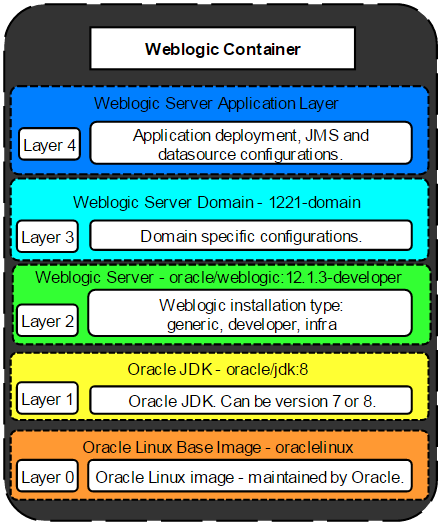 Weblogic Container
Weblogic Server Application Layer
Layer 4
Application deployment, JMS and
datasource configurations.
Weblogic Server Domain - 1221-domain
Layer 3
Domain specific configurations.
Weblogic Server - oracle/weblogic:12.1.3-developer
Layer 2
Weblogic installation type:
generic, developer, infra
Oracle JDK - oracle/jdk:8
Layer 1
Oracle JDK. Can be version 7 or 8.
Oracle Linux Base Image - oraclelinux
Layer 0
Oracle Linux image - maintained by Oracle.